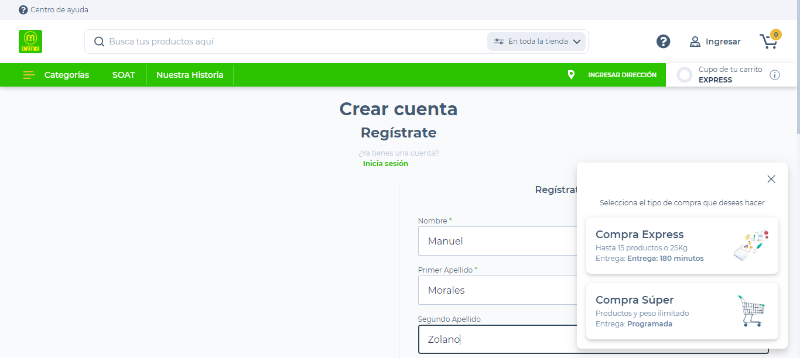 Centro de ayuda
Busca tus productos aquí
En toda la tienda
Ingresar
0
Categorías
SOAT
Nuestra Historia
INGRESAR DIRECCIÓN
Cupo de tu carrito
EXPRESS
Crear cuenta
Regístrate
¿Ya tienes una cuenta?
Inicia sesión
Regístrat
Nombre *
Manuel
Primer Apellido *
Morales
Segundo Apellido
Zolano
Selecciona el tipo de compra que deseas hacer
Compra Express
Hasta 15 productos o 25Kg
Entrega: Entrega: 180 minutos
Compra Súper
Productos y peso ilimitado
Entrega: Programada